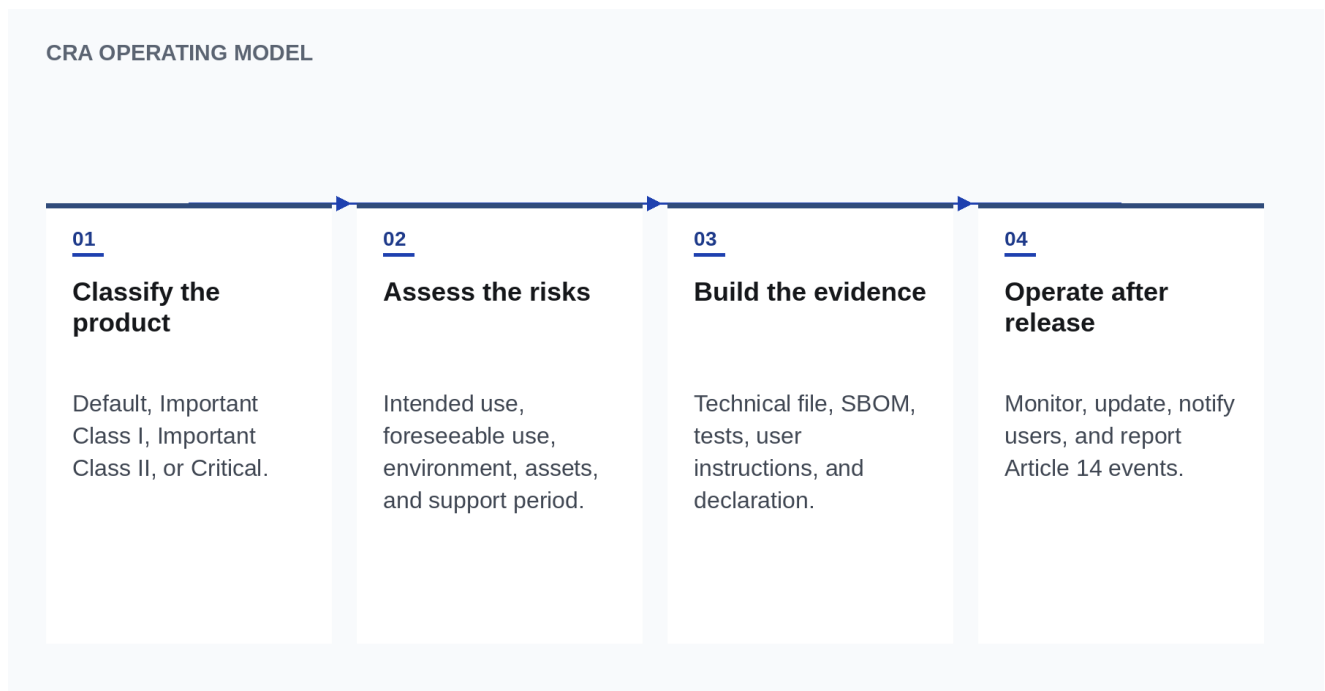 CRA OPERATING MODEL
01
Classify the
product
Default, Important
Class I, Important
Class II, or Critical.
02
Assess the risks
Intended use,
foreseeable use,
environment, assets,
and support period.
03
Build the evidence
Technical file, SBOM,
tests, user
instructions, and
declaration.
04
Operate after
release
Monitor, update, notify
users, and report
Article 14 events.